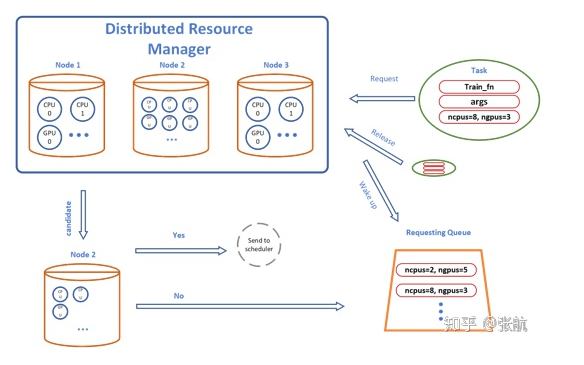 Distributed Resource
Manager
Node 1
Node 2
Node 3
CPU
0
CPU
1
GPU
0
CPU
0
CPU
1
GPU
0
Request
Task
Train_fn
args
ncpus=8, ngpus=3
Release
Wake up
candidate
Node 2
Yes
Send to
scheduler
No
Requesting Queue
ncpus=2, ngpus=5
ncpus=8, ngpus=3
知乎 @张航